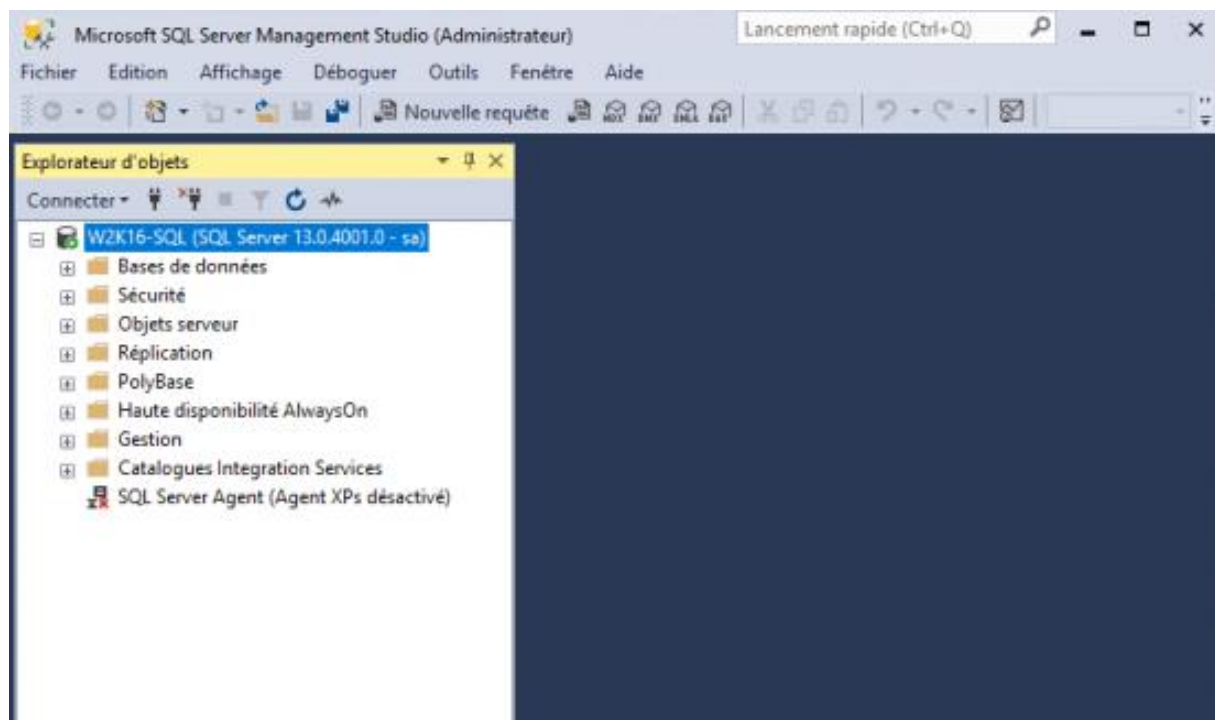 Microsoft SQL Server Management Studio (Administrateur)
Lancement rapide (Ctrl+Q)
Fichier Edition Affichage Déboguer Outils Fenêtre Aide
Nouvelle requête
Explorateur d'objets
Connecter
W2K16-SQL (SQL Server 13.0.4001.0 - sa)
Bases de données
Sécurité
Objets serveur
Réplication
PolyBase
Haute disponibilité AlwaysOn
Gestion
Catalogues Integration Services
SQL Server Agent (Agent XPs désactivé)